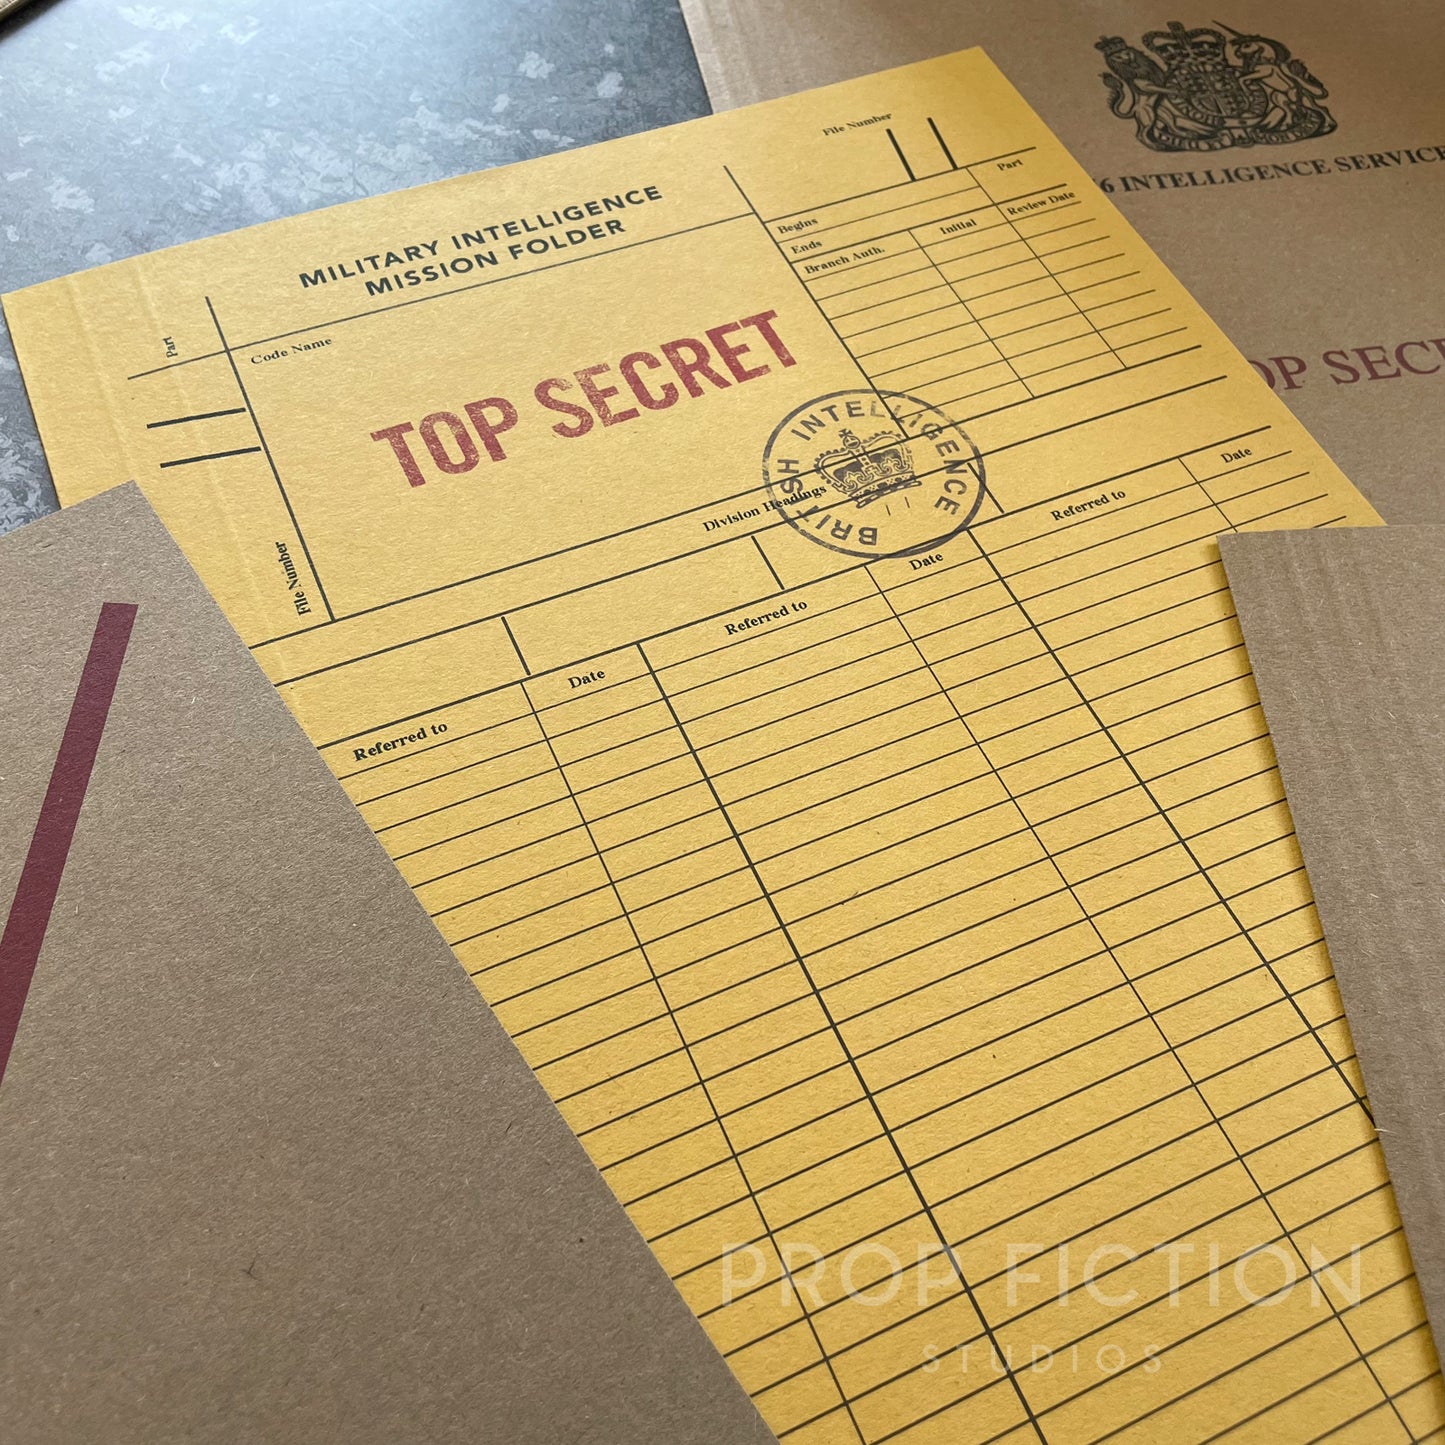 MILITARY INTELLIGENCE
MISSION FOLDER
File Number
Part
Begins
Ends
Branch Auth.
Initial
Review Date
Part
Code Name
TOP SECRET
File Number
BRITISH INTELLIGENCE
Division Headings
Referred to
Date
Referred to
Date
Referred to
Date
6 INTELLIGENCE SERVICE
OP SECR
PROP FICTION
STUDIOS